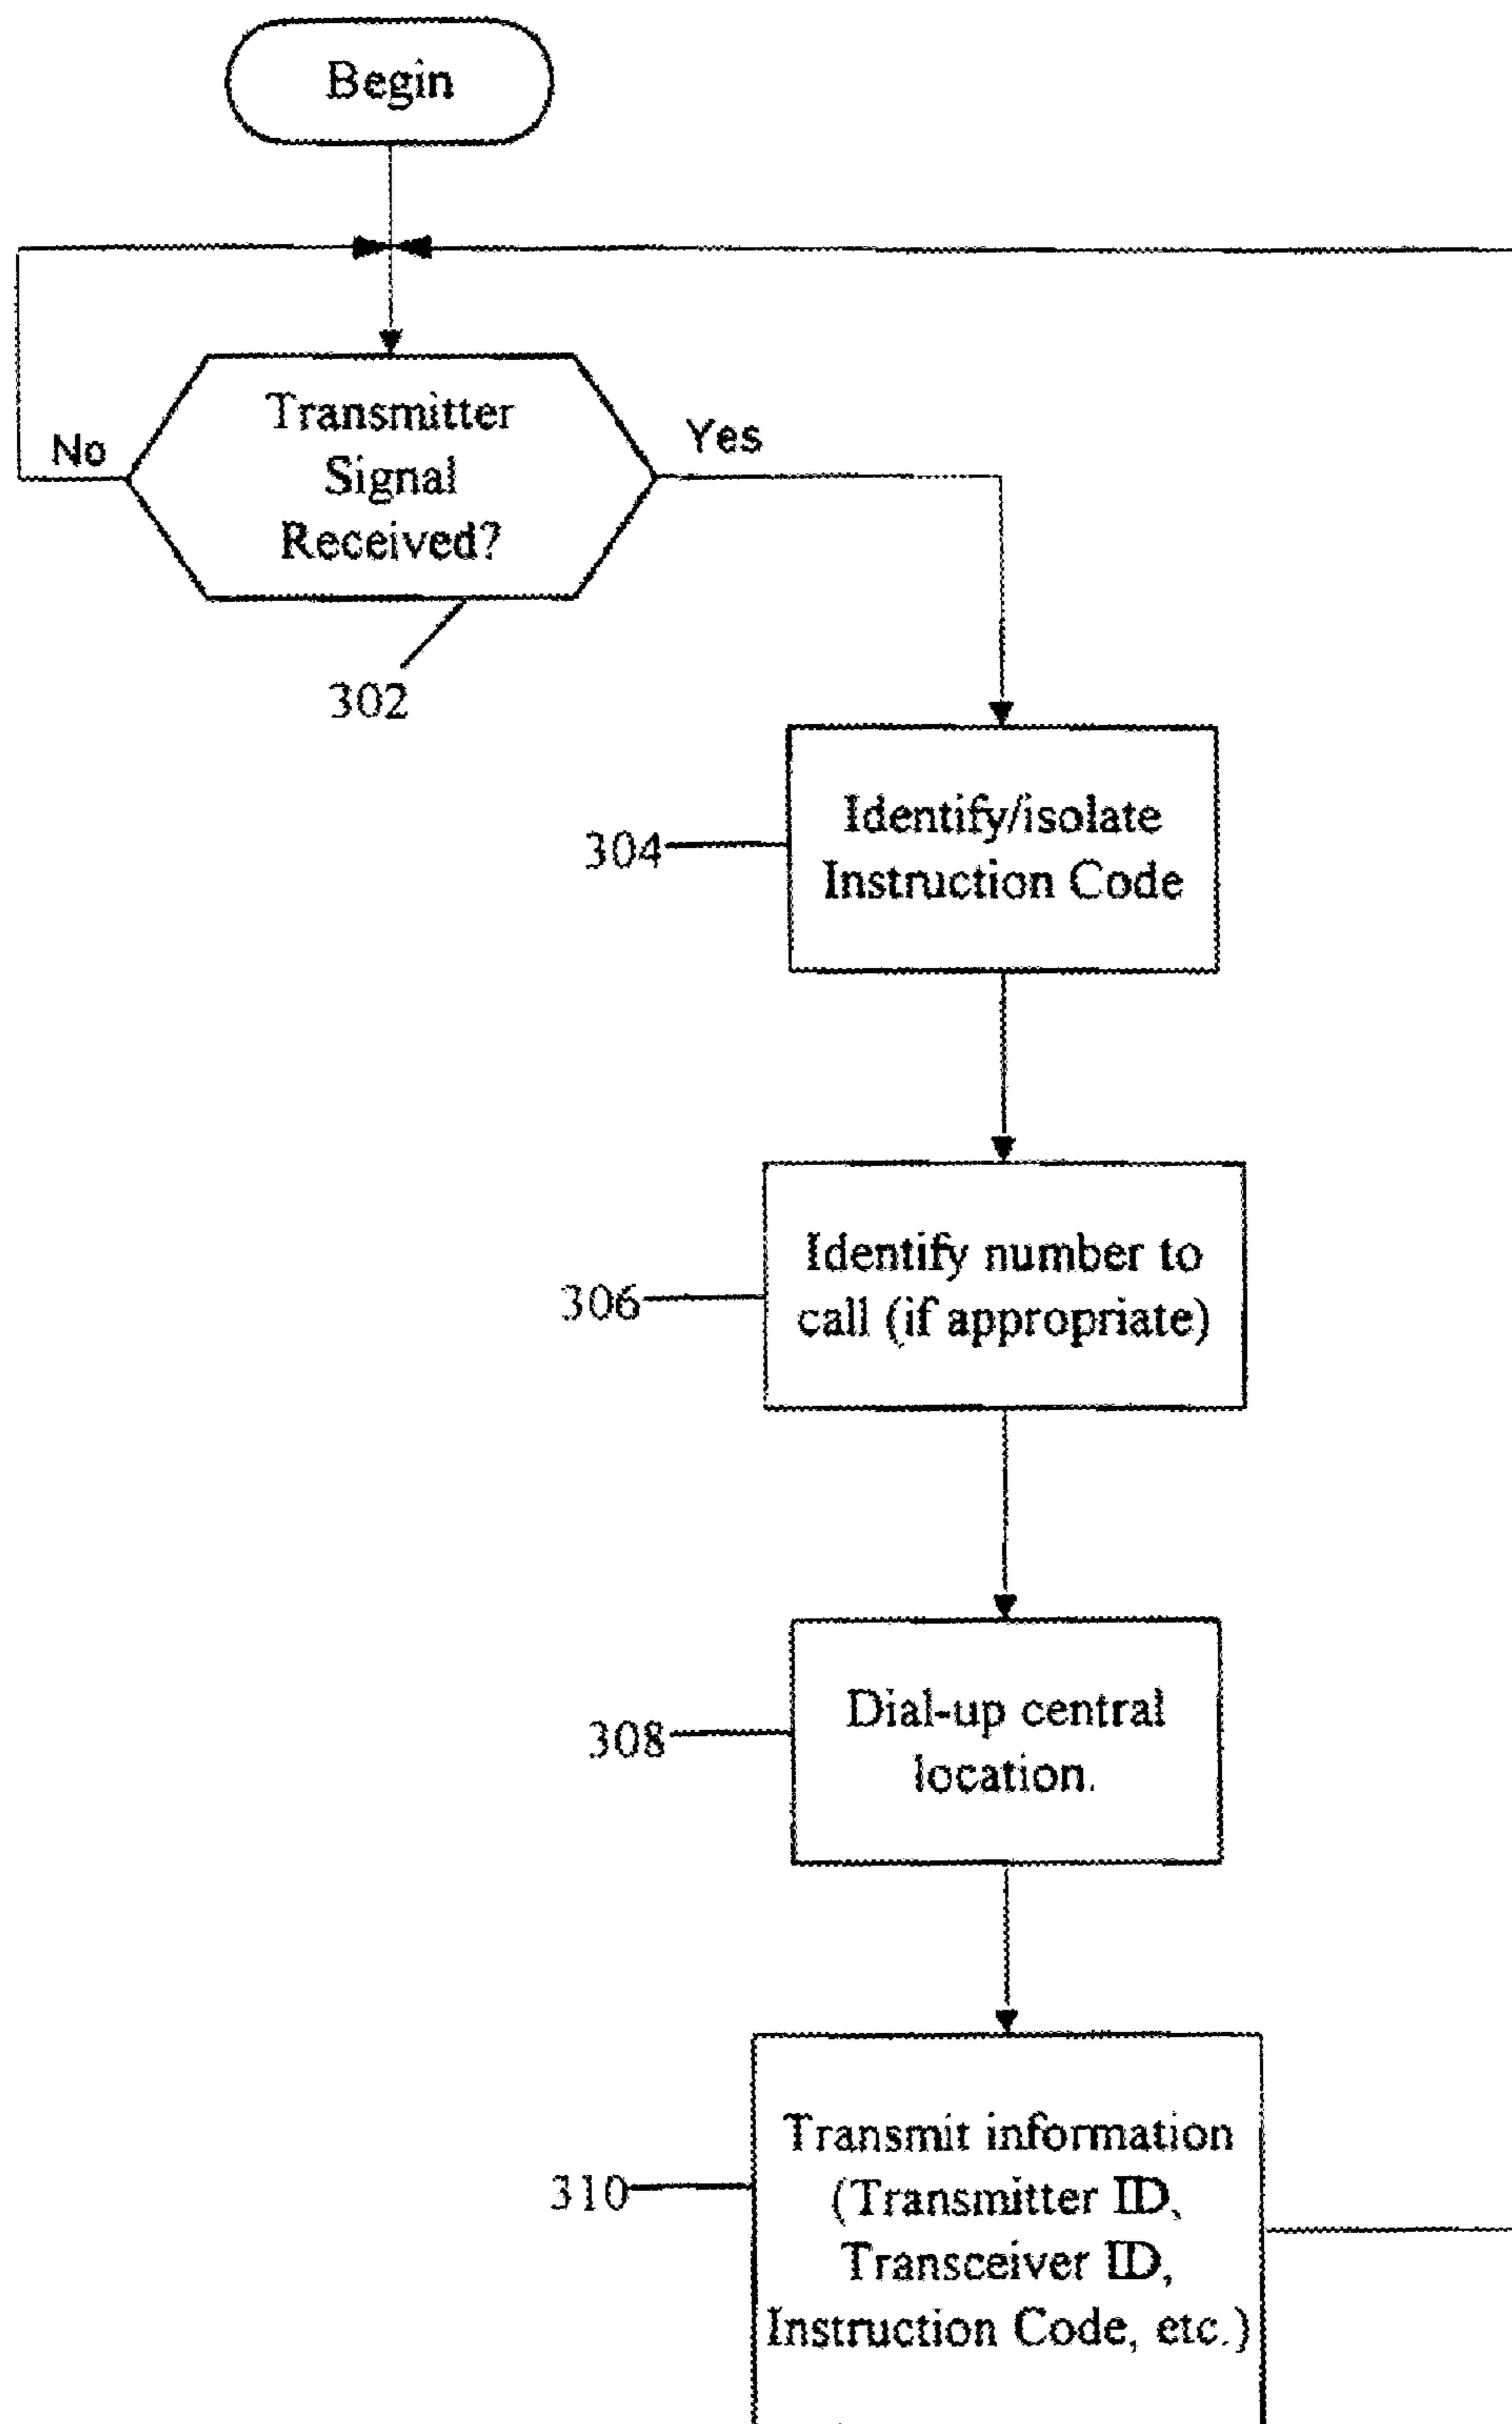 Begin
Transmitter
Signal
Received?
No
Yes
302
304
Identify/isolate
Instruction Code
306
Identify number to
call (if appropriate)
308
Dial-up central
location.
310
Transmit information
(Transmitter ID,
Transceiver ID,
Instruction Code, etc.)